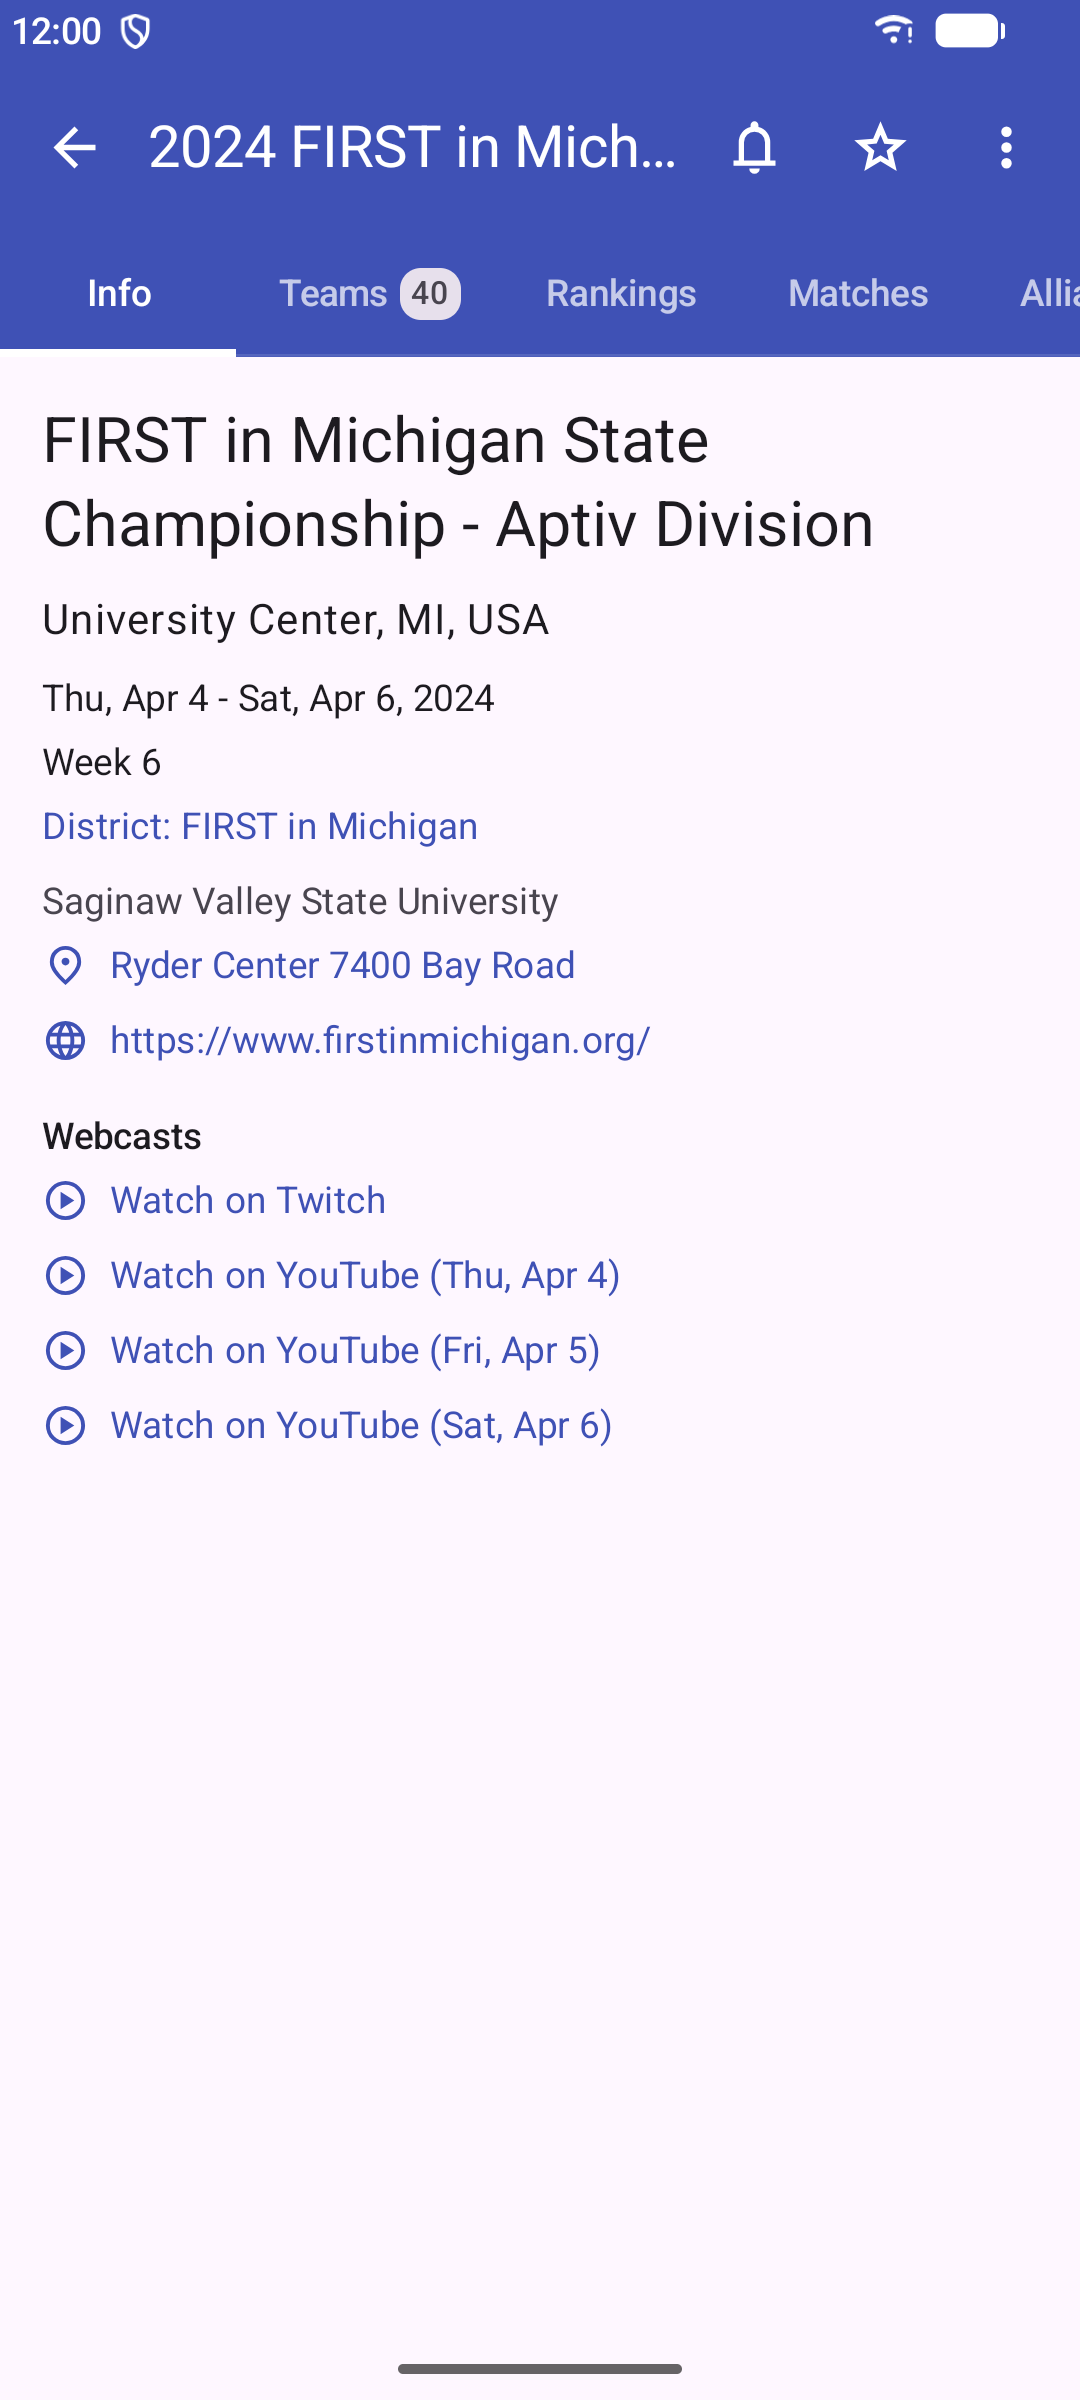 12:00
2024 FIRST in Mich...
Info
Teams 40
Rankings
Matches
Allia
FIRST in Michigan State
Championship - Aptiv Division
University Center, MI, USA
Thu, Apr 4 - Sat, Apr 6, 2024
Week 6
District: FIRST in Michigan
Saginaw Valley State University
Ryder Center 7400 Bay Road
https://www.firstinmichigan.org/
Webcasts
Watch on Twitch
Watch on YouTube (Thu, Apr 4)
Watch on YouTube (Fri, Apr 5)
Watch on YouTube (Sat, Apr 6)